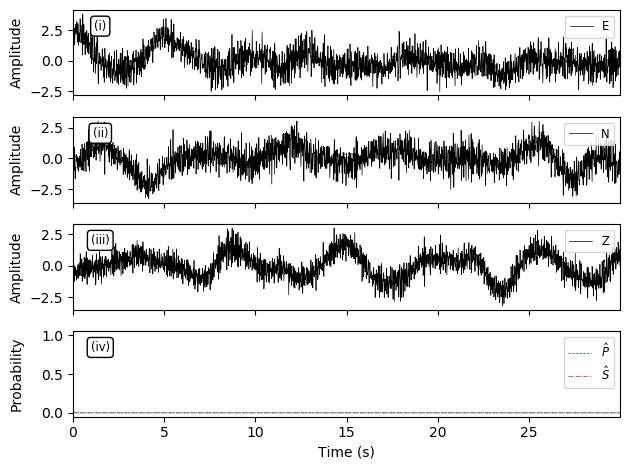 Amplitude
2.5
0.0
−2.5
(i)
E
Amplitude
2.5
0.0
−2.5
(ii)
N
Amplitude
2.5
0.0
−2.5
(iii)
Z
Probability
1.0
0.5
0.0
(iv)
P̂
Ŝ
0 5 10 15 20 25
Time (s)